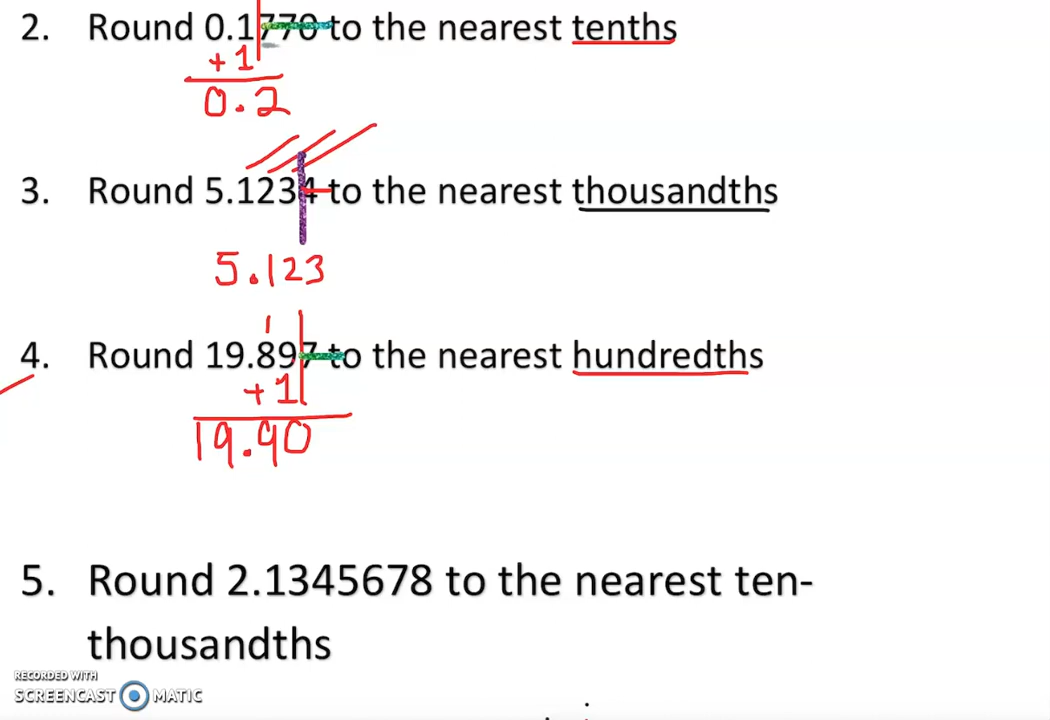 2. Round 0.1770 to the nearest tenths
+ 1
0.2
3. Round 5.1234 to the nearest thousandths
5.123
1
4. Round 19.897 to the nearest hundredths
+ 1
19.90
5. Round 2.1345678 to the nearest ten-
thousandths
RECORDED WITH
SCREENCAST MATIC